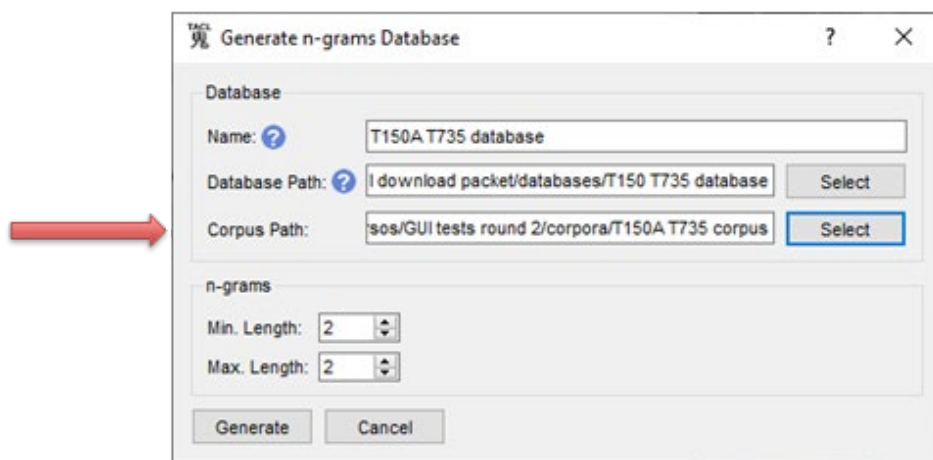 TACL
鬼 Generate n-grams Database ? ✕
Database
Name: ? T150A T735 database
Database Path: ? l download packet/databases/T150 T735 database Select
Corpus Path: rsos/GUI tests round 2/corpora/T150A T735 corpus Select
n-grams
Min. Length: 2
Max. Length: 2
Generate Cancel